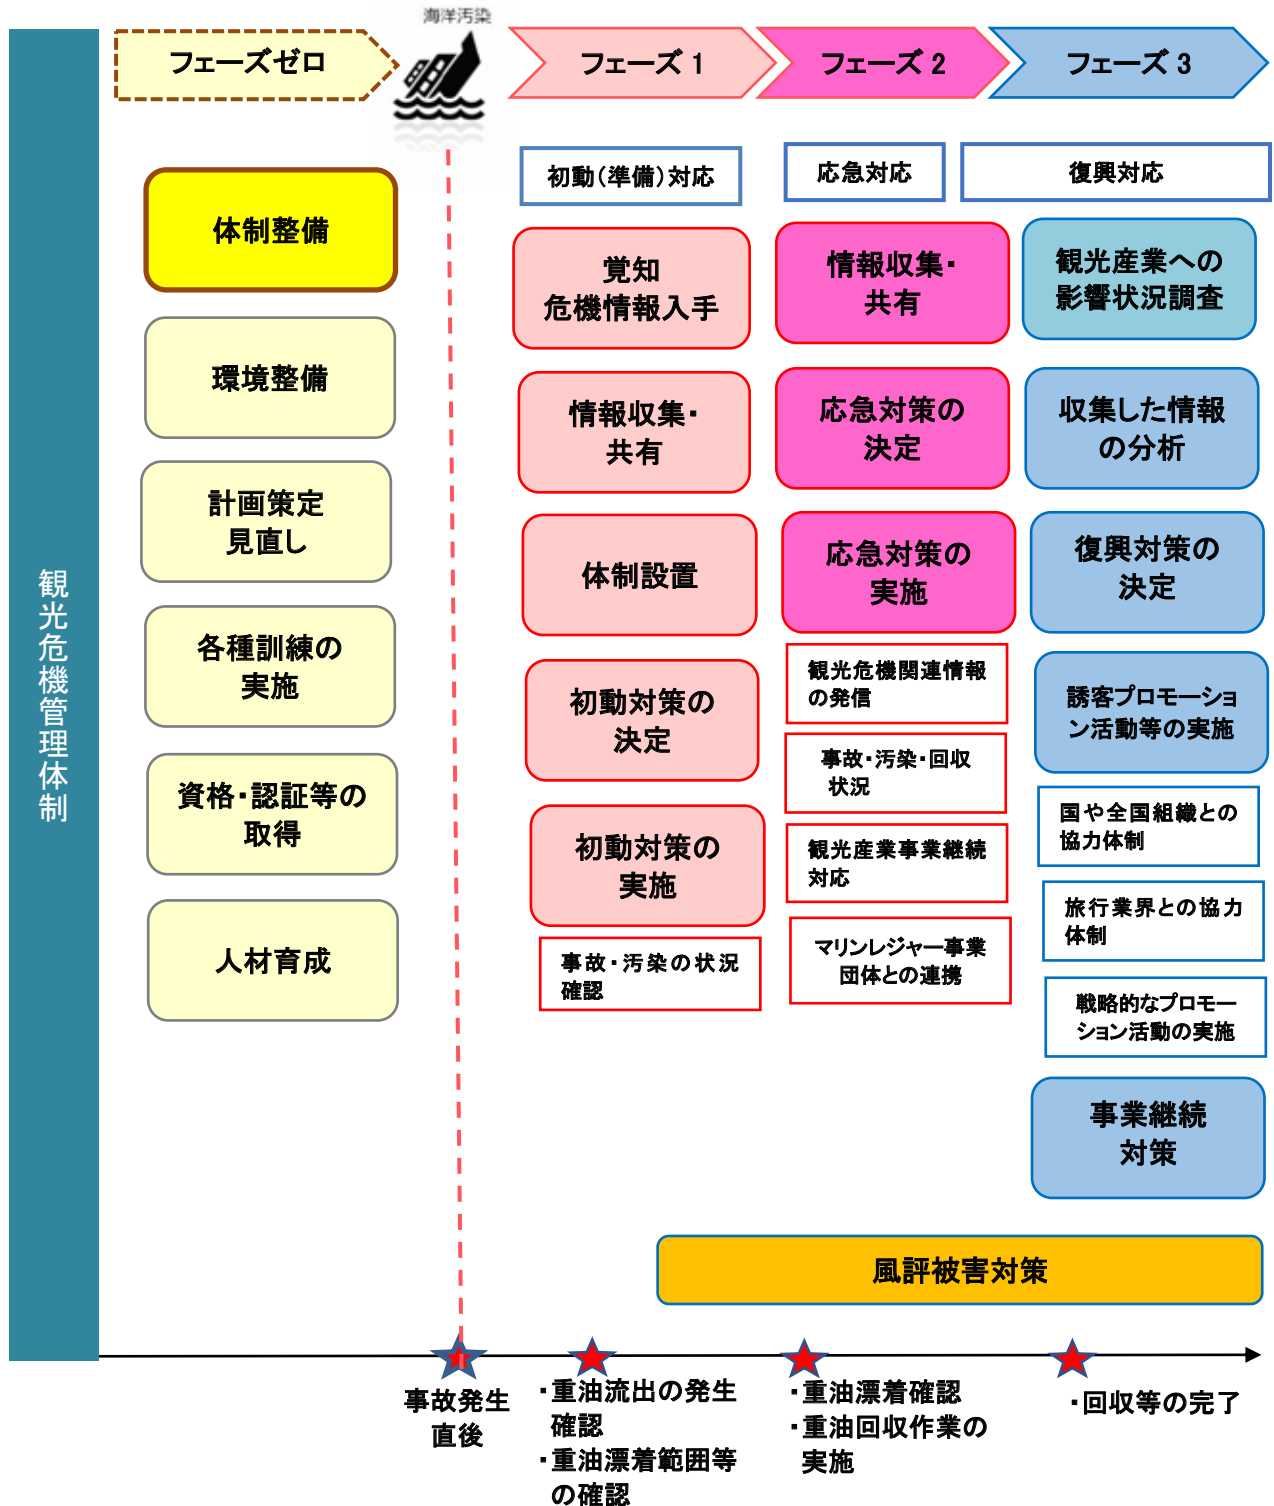 海洋汚染
フェーズゼロ
フェーズ 1
フェーズ 2
フェーズ 3
観光危機管理体制
体制整備
環境整備
計画策定
見直し
各種訓練の
実施
資格・認証等の
取得
人材育成
初動（準備）対応
覚知
危機情報入手
情報収集・
共有
体制設置
初動対策の
決定
初動対策の
実施
事故・汚染の状況
確認
応急対応
情報収集・
共有
応急対策の
決定
応急対策の
実施
観光危機関連情報
の発信
事故・汚染・回収
状況
観光産業事業継続
対応
マリンレジャー事業
団体との連携
復興対応
観光産業への
影響状況調査
収集した情報
の分析
復興対策の
決定
誘客プロモーショ
ン活動等の実施
国や全国組織との
協力体制
旅行業界との協力
体制
戦略的なプロモー
ション活動の実施
事業継続
対策
風評被害対策
事故発生
直後
・重油流出の発生
確認
・重油漂着範囲等
の確認
・重油漂着確認
・重油回収作業の
実施
・回収等の完了